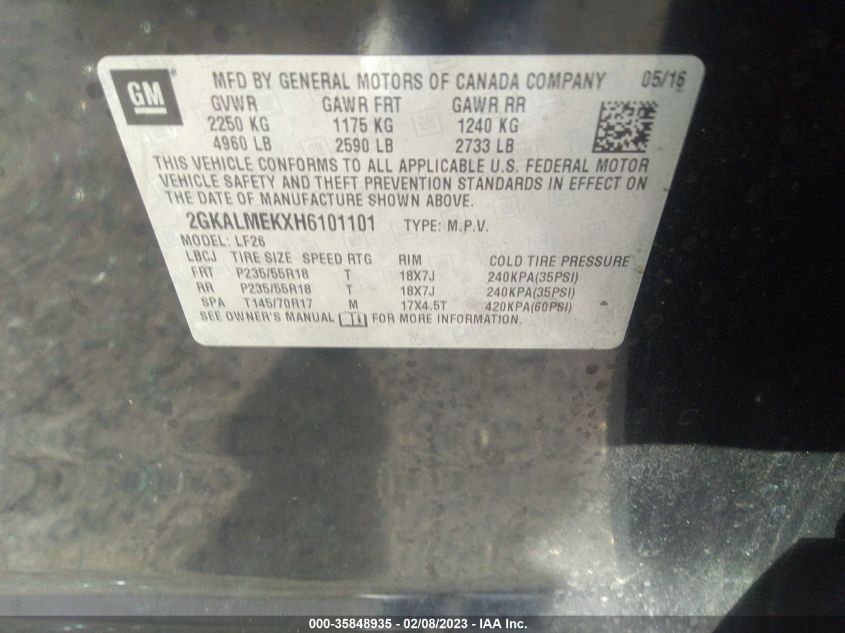 GM MFD BY GENERAL MOTORS OF CANADA COMPANY 05/16
GVWR GAWR FRT GAWR RR
2250 KG 1175 KG 1240 KG
4960 LB 2590 LB 2733 LB
THIS VEHICLE CONFORMS TO ALL APPLICABLE U.S. FEDERAL MOTOR
VEHICLE SAFETY AND THEFT PREVENTION STANDARDS IN EFFECT ON
THE DATE OF MANUFACTURE SHOWN ABOVE.
2GKALMEKXH6101101 TYPE: M.P.V.
MODEL: LF26
LBCJ TIRE SIZE SPEED RTG RIM COLD TIRE PRESSURE
FRT P235/55R18 T 18X7J 240KPA(35PSI)
RR P235/55R18 T 18X7J 240KPA(35PSI)
SPA T145/70R17 M 17X4.5T 420KPA(60PSI)
SEE OWNER'S MANUAL FOR MORE INFORMATION.
000-35848935 - 02/08/2023 - IAA Inc.